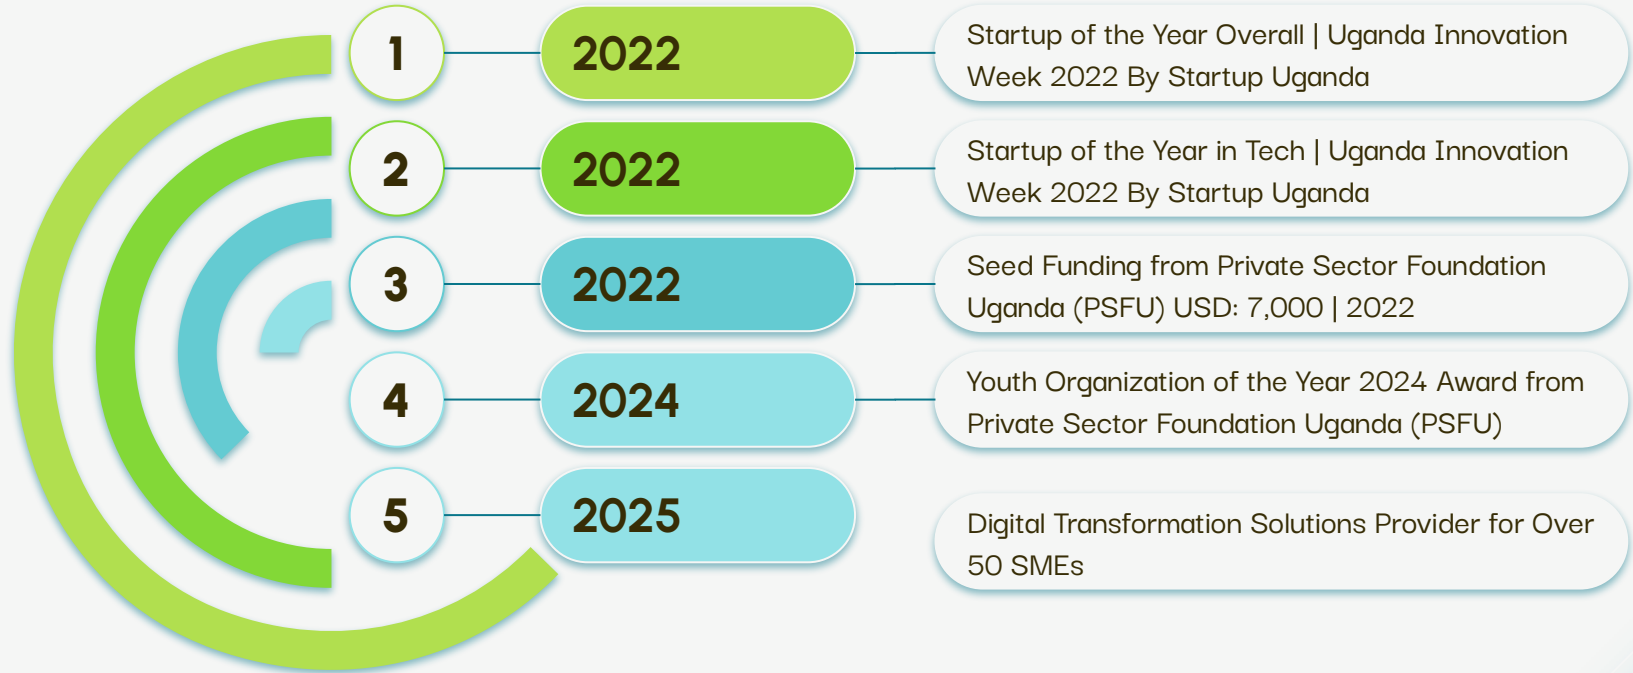 1
2022
Startup of the Year Overall | Uganda Innovation
Week 2022 By Startup Uganda
2
2022
Startup of the Year in Tech | Uganda Innovation
Week 2022 By Startup Uganda
3
2022
Seed Funding from Private Sector Foundation
Uganda (PSFU) USD: 7,000 | 2022
4
2024
Youth Organization of the Year 2024 Award from
Private Sector Foundation Uganda (PSFU)
5
2025
Digital Transformation Solutions Provider for Over
50 SMEs